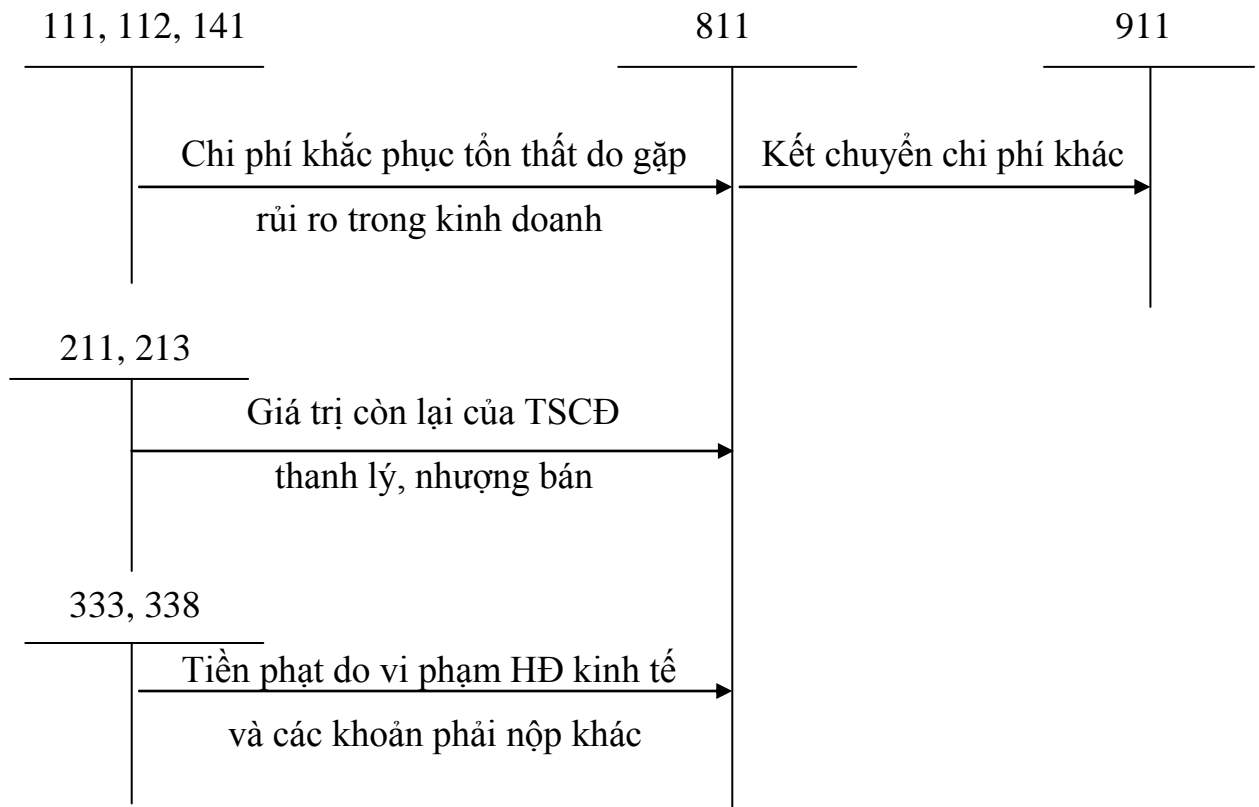 111, 112, 141
811
911
Chi phí khắc phục tổn thất do gặp
rủi ro trong kinh doanh
Kết chuyển chi phí khác
211, 213
Giá trị còn lại của TSCĐ
thanh lý, nhượng bán
333, 338
Tiền phạt do vi phạm HĐ kinh tế
và các khoản phải nộp khác